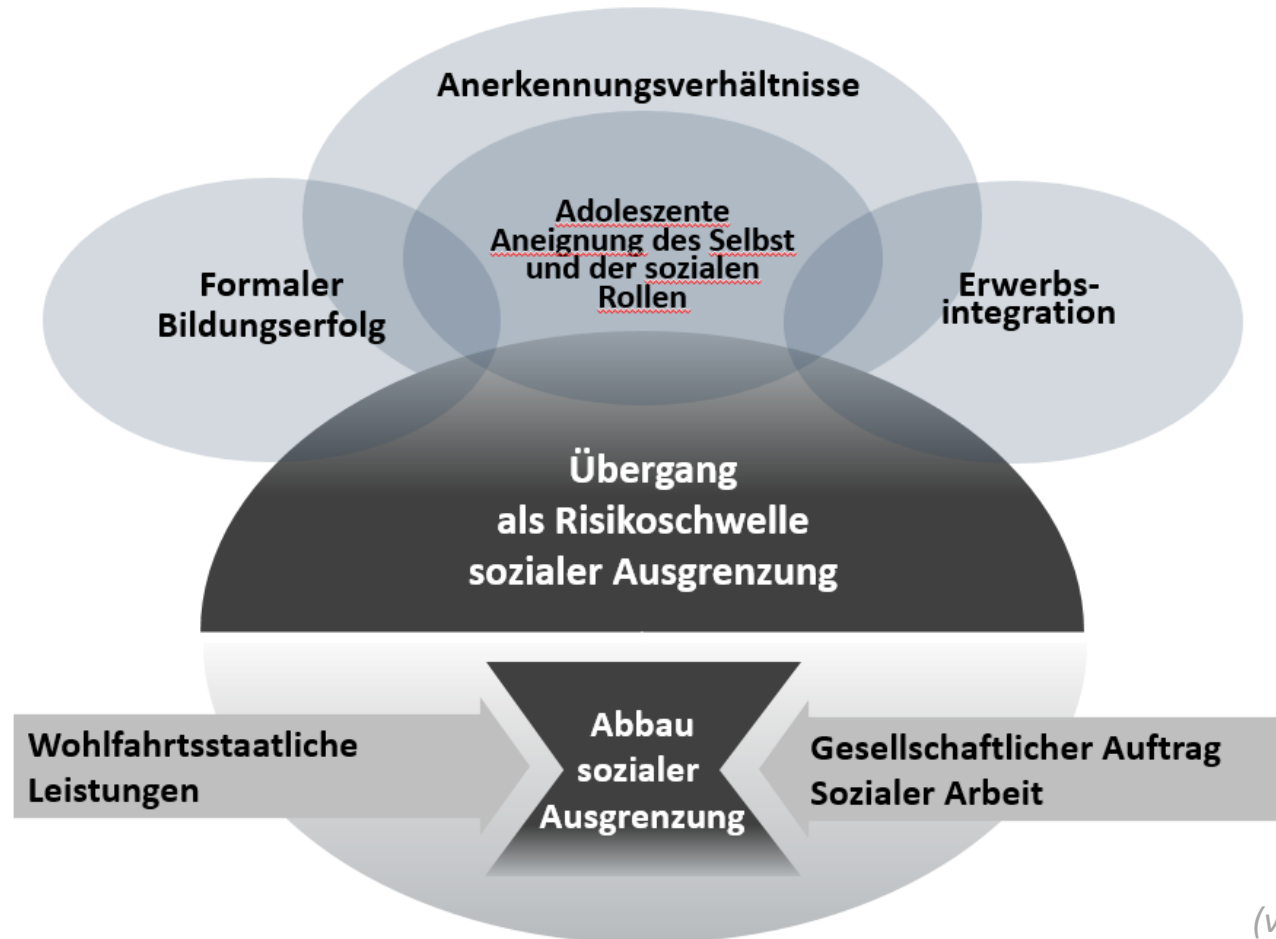 Anerkennungsverhältnisse
Adoleszente
Aneignung des Selbst
und der sozialen
Rollen
Formaler
Bildungserfolg
Erwerbs-
integration
Übergang
als Risikoschwelle
sozialer Ausgrenzung
Wohlfahrtsstaatliche
Leistungen
Abbau
sozialer
Ausgrenzung
Gesellschaftlicher Auftrag
Sozialer Arbeit